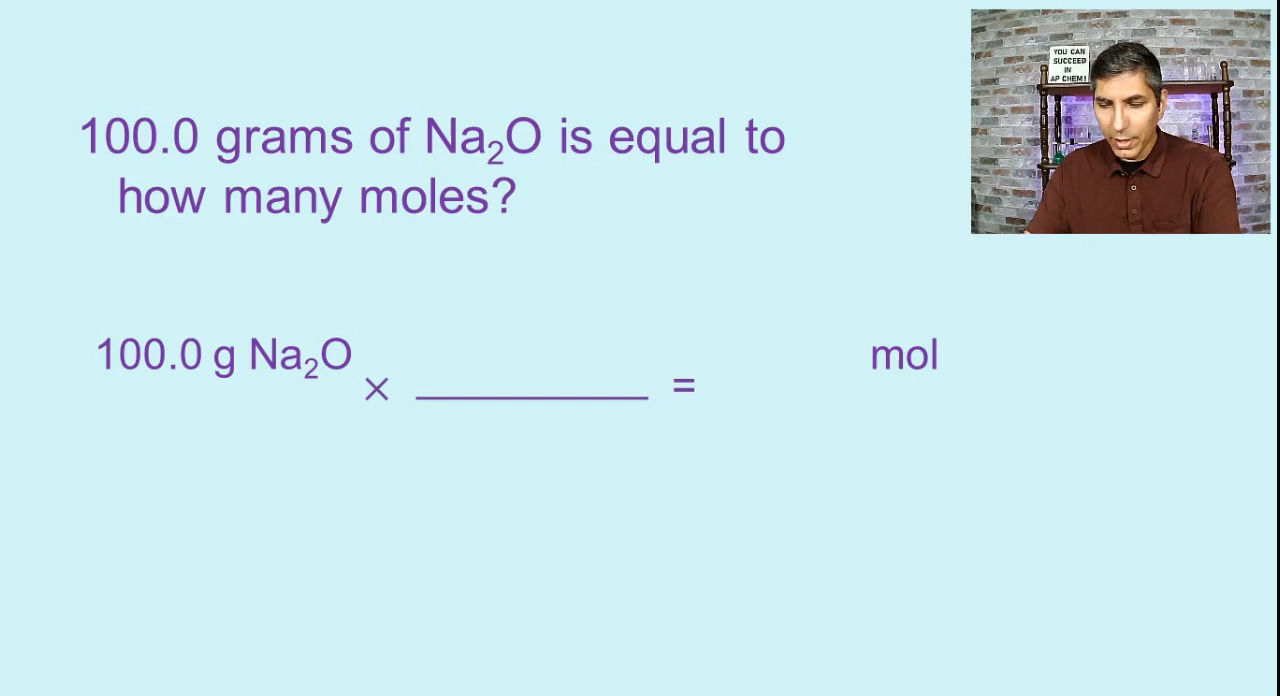 100.0 grams of Na₂O is equal to
how many moles?
100.0 g Na₂O × ___________ = mol
YOU CAN
SUCCEED
IN
AP CHEM!